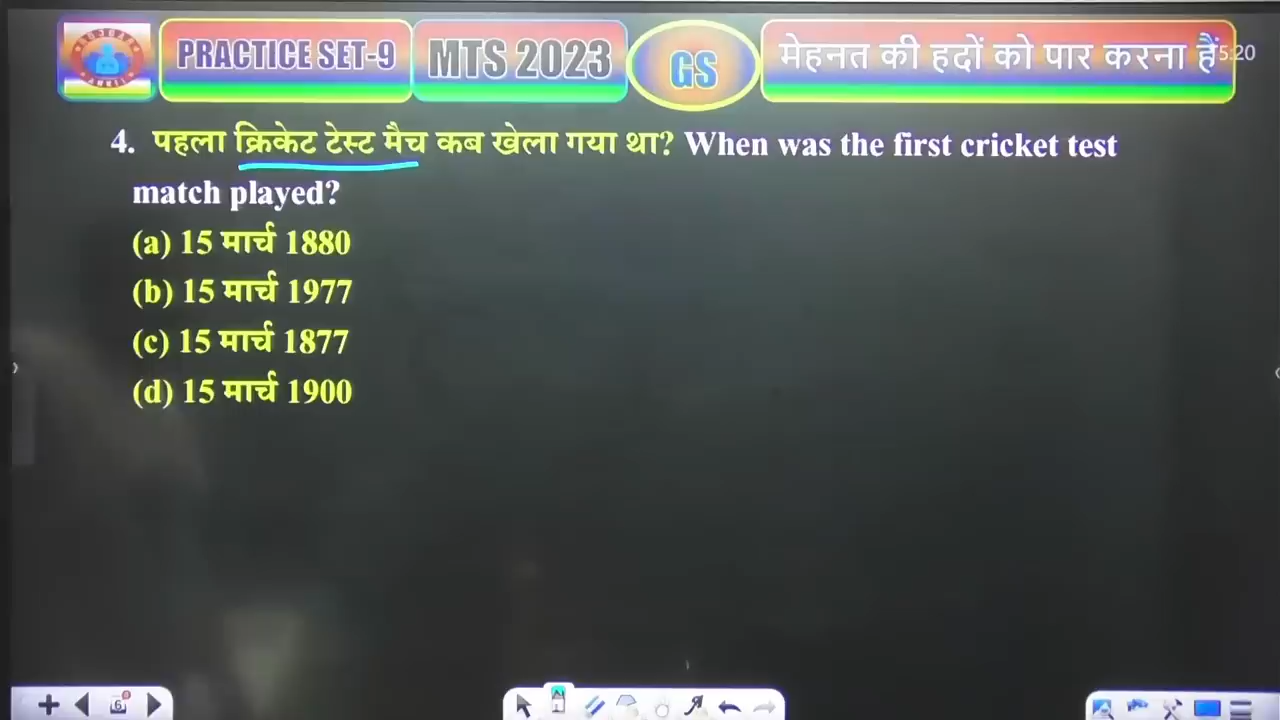 PRACTICE SET-9
MTS 2023
GS
मेहनत की हदों को पार करना हैं
5:20
4. पहला क्रिकेट टेस्ट मैच कब खेला गया था? When was the first cricket test
match played?
(a) 15 मार्च 1880
(b) 15 मार्च 1977
(c) 15 मार्च 1877
(d) 15 मार्च 1900
6